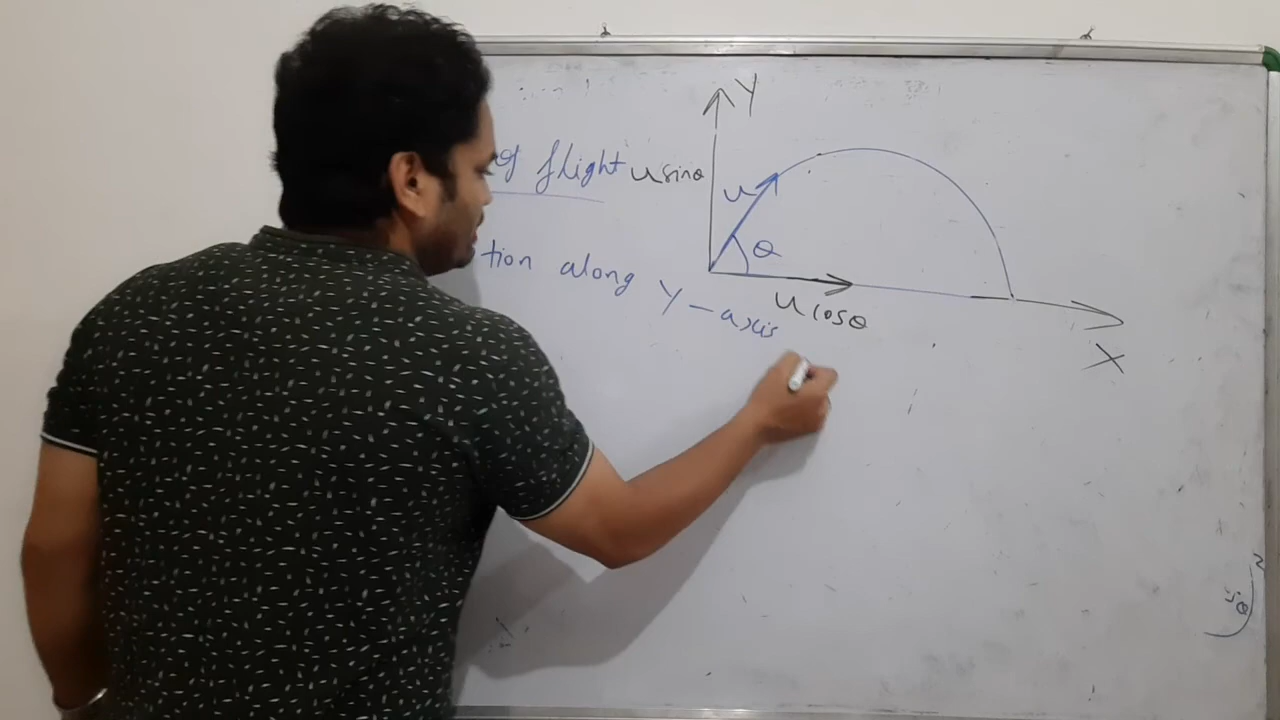 Y
of flight
u sinθ
u
θ
tion along Y-axis
u cosθ
X
θ